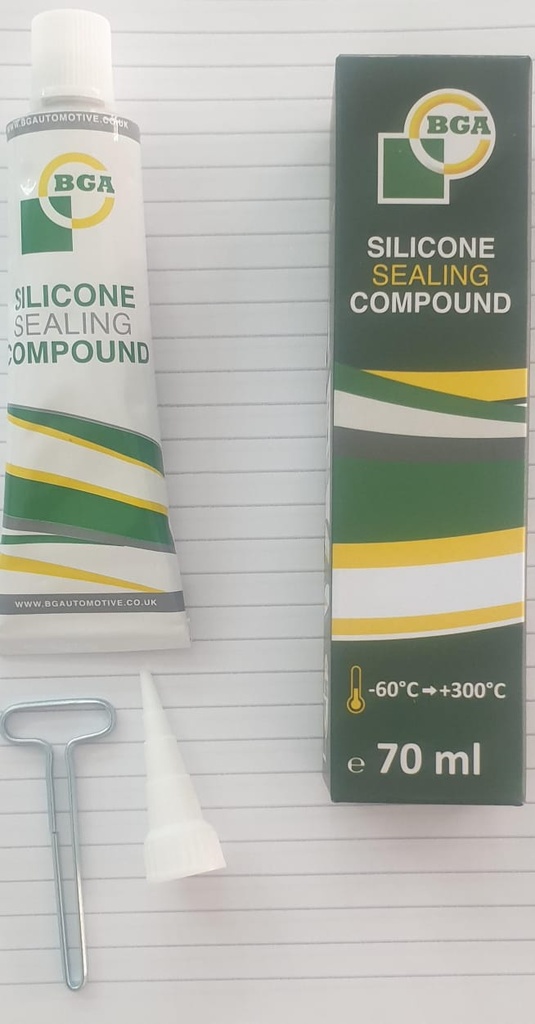 WWW.BGAUTOMOTIVE.CO.UK
BGA
SILICONE
SEALING
COMPOUND
WWW.BGAUTOMOTIVE.CO.UK
BGA
SILICONE
SEALING
COMPOUND
-60°C→+300°C
e 70 ml